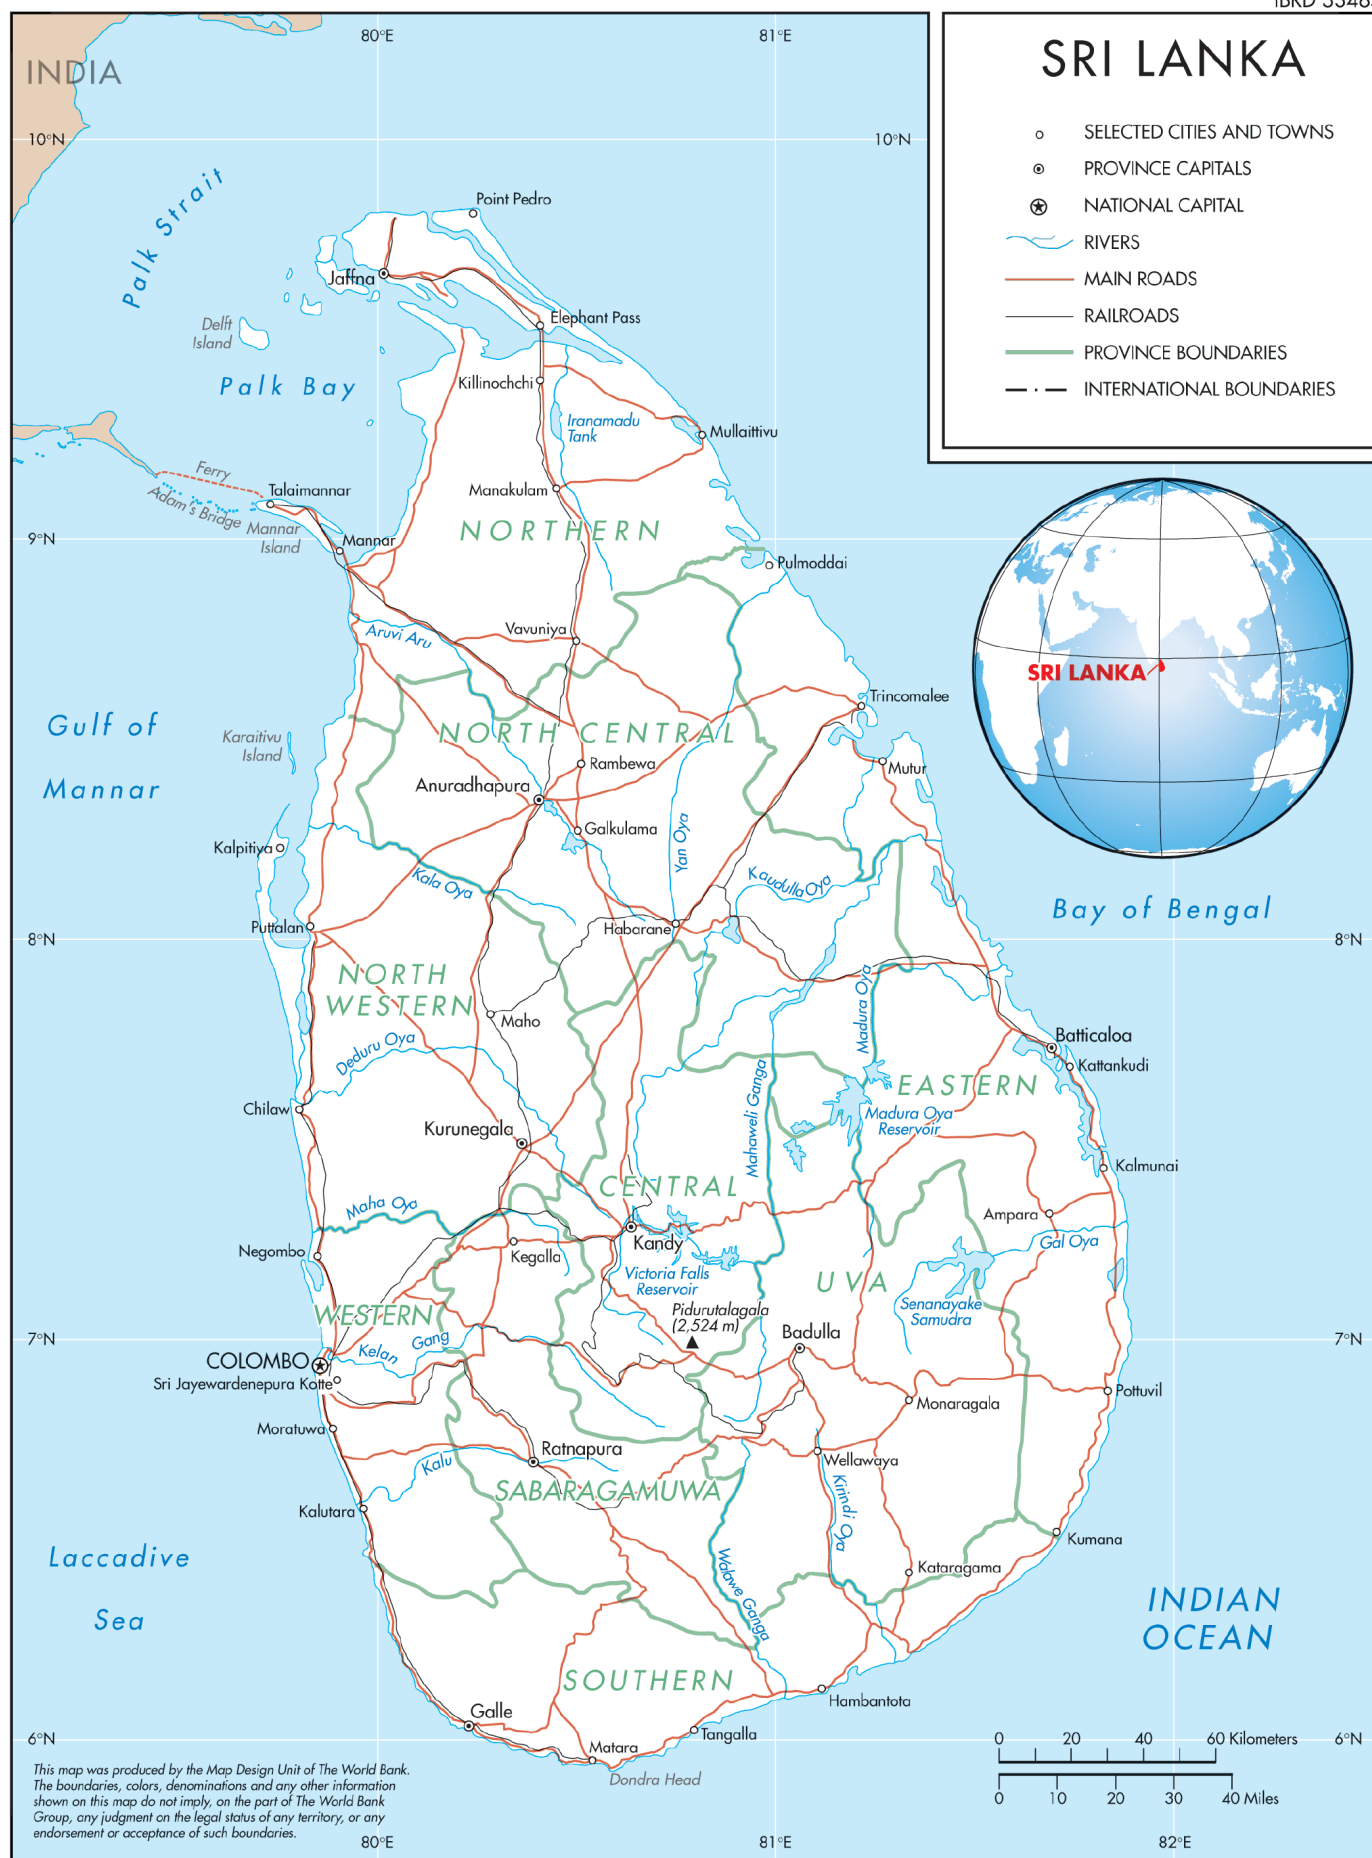 80°E
81°E
INDIA
SRI LANKA
10°N
10°N
SELECTED CITIES AND TOWNS
PROVINCE CAPITALS
NATIONAL CAPITAL
RIVERS
MAIN ROADS
RAILROADS
PROVINCE BOUNDARIES
INTERNATIONAL BOUNDARIES
Palk Strait
Point Pedro
Jaffna
Delft
Island
Elephant Pass
Palk Bay
Killinochchi
Iranamadu
Tank
Mullaittivu
Ferry
Adam's Bridge
Talaimannar
Manakulam
Mannar
Island
NORTHERN
9°N
Mannar
Pulmoddai
Aruvi Aru
Vavuniya
SRI LANKA
Trincomalee
Gulf of
Mannar
Karaitivu
Island
NORTH CENTRAL
Rambewa
Mutur
Anuradhapura
Galkulama
Yan Oya
Kalpitiya
Kala Oya
Kaudulla Oya
Bay of Bengal
Puttalan
Habarane
8°N
8°N
NORTH
WESTERN
Maho
Madura Oya
Deduru Oya
Batticaloa
Kattankudi
EASTERN
Mahaweli Ganga
Chilaw
Madura Oya
Reservoir
Kurunegala
Kalmunai
CENTRAL
Maha Oya
Ampara
Negombo
Kegalla
Kandy
Gal Oya
Victoria Falls
Reservoir
UVA
WESTERN
Pidurutalagala
(2,524 m)
Senanayake
Samudra
7°N
Kelan
Gang
Badulla
7°N
COLOMBO
Sri Jayewardenepura Kotte
Monaragala
Pottuvil
Moratuwa
Ratnapura
Kalu
Wellawaya
SABARAGAMUWA
Kirindi Oya
Kalutara
Kumana
Laccadive
Sea
Walawe Ganga
Kataragama
INDIAN
OCEAN
SOUTHERN
Hambantota
Galle
Tangalla
6°N
Matara
Dondra Head
0 20 40 60 Kilometers
6°N
0 10 20 30 40 Miles
This map was produced by the Map Design Unit of The World Bank.
The boundaries, colors, denominations and any other information
shown on this map do not imply, on the part of The World Bank
Group, any judgment on the legal status of any territory, or any
endorsement or acceptance of such boundaries.
80°E
81°E
82°E